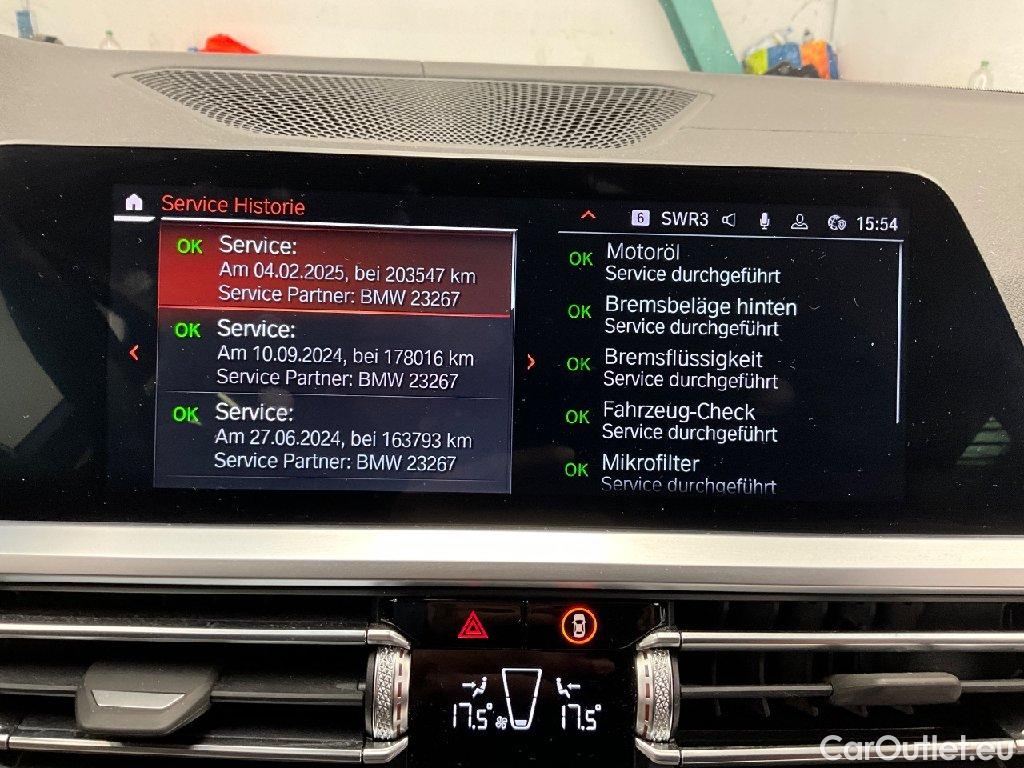 Service Historie
6 SWR3 15:54
OK Service:
Am 04.02.2025, bei 203547 km
Service Partner: BMW 23267
OK Service:
Am 10.09.2024, bei 178016 km
Service Partner: BMW 23267
OK Service:
Am 27.06.2024, bei 163793 km
Service Partner: BMW 23267
OK Motoröl
Service durchgeführt
OK Bremsbeläge hinten
Service durchgeführt
OK Bremsflüssigkeit
Service durchgeführt
OK Fahrzeug-Check
Service durchgeführt
OK Mikrofilter
Service durchgeführt
17.5° 17.5°
CarOutlet.eu